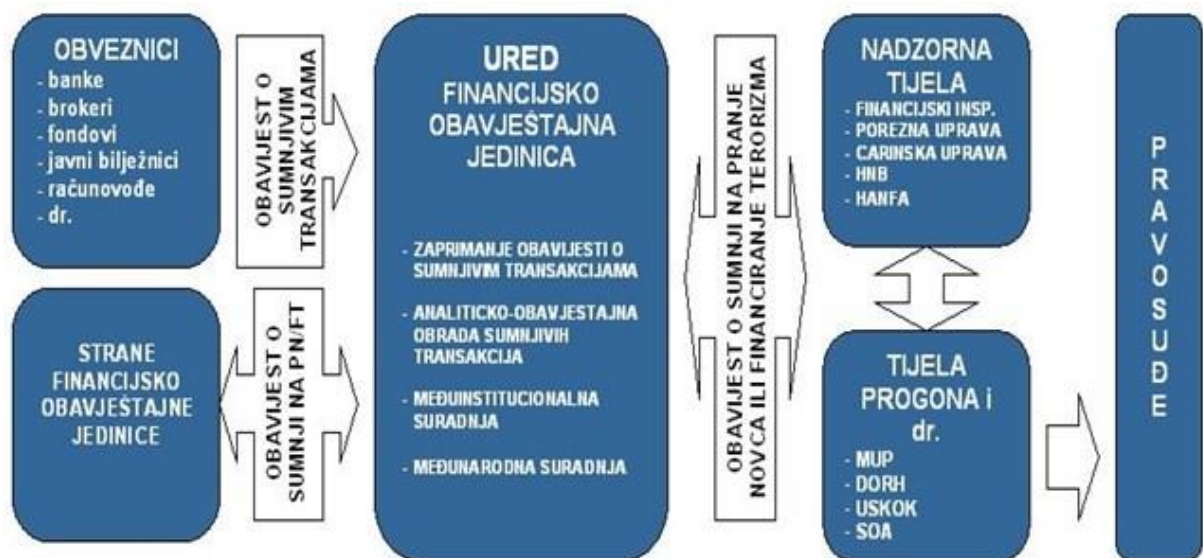 OBVEZNICI
- banke
- brokeri
- fondovi
- javni bilježnici
- računovođe
- dr.
OBAVIJEST O
SUMNJIVIM
TRANSAKCIJAMA
STRANE
FINANCIJSKO
OBAVJEŠTAJNE
JEDINICE
OBAVIJEST O
SUMNJI NA PN/FT
URED
FINANCIJSKO
OBAVJEŠTAJNA
JEDINICA
- ZAPRIMANJE OBAVIJESTI O
SUMNJIVIM TRANSAKCIJAMA
- ANALITICKO-OBAVJESTAJNA
OBRADA SUMNJIVIH
TRANSAKCIJA
- MEĐUINSTITUCIONALNA
SURADNJA
- MEĐUNARODNA SURADNJA
OBAVIJEST O SUMNJI NA PRANJE
NOVCA ILI FINANCIRANJE TERORIZMA
NADZORNA
TIJELA
- FINANCIJSKI INSP.
- POREZNA UPRAVA
- CARINSKA UPRAVA
- HNB
- HANFA
TIJELA
PROGONA i
dr.
- MUP
- DORH
- USKOK
- SOA
PRAVOSUĐE